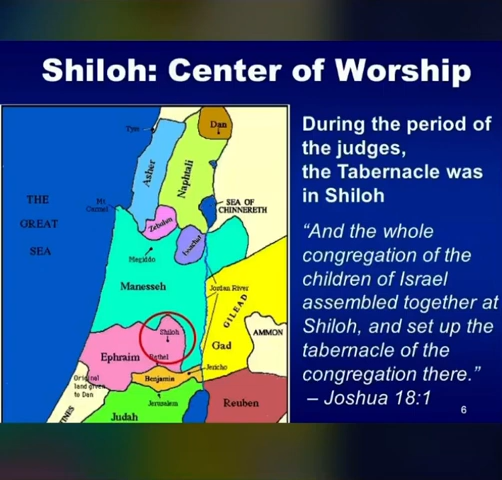 Shiloh: Center of Worship
During the period of
the judges,
the Tabernacle was
in Shiloh
“And the whole
congregation of the
children of Israel
assembled together at
Shiloh, and set up the
tabernacle of the
congregation there.”
– Joshua 18:1
6
Dan
Tyre
Asher
Naphtali
THE
GREAT
SEA
Mt
Carmel
SEA OF
CHINNERETH
Zebulun
Issachar
Megiddo
Manesseh
Jordan River
GILEAD
Shiloh
AMMON
Ephraim
Bethel
Gad
Jericho
Original
land given
to Dan
Benjamin
Jerusalem
Reuben
Judah
TINES